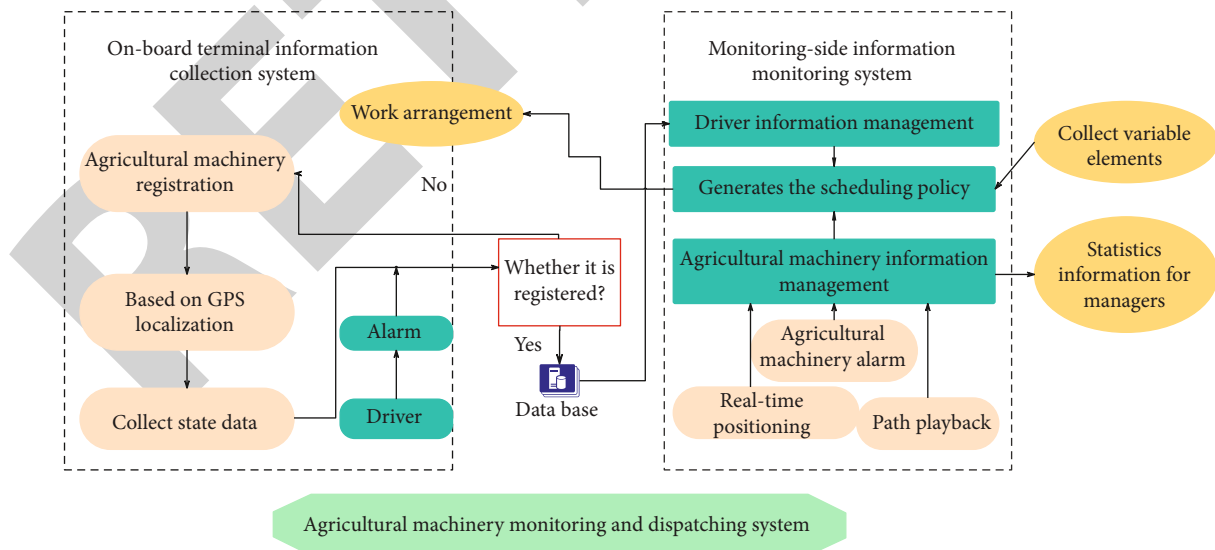 On-board terminal information
collection system
Work arrangement
Agricultural machinery
registration
No
Based on GPS
localization
Alarm
Collect state data
Driver
Whether it is
registered?
Yes
Data base
Monitoring-side information
monitoring system
Driver information management
Generates the scheduling policy
Agricultural machinery information
management
Agricultural
machinery alarm
Real-time
positioning
Path playback
Collect variable
elements
Statistics
information for
managers
Agricultural machinery monitoring and dispatching system